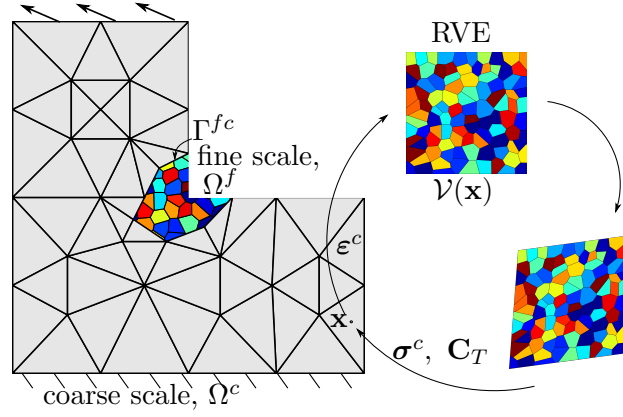 RVE
Γ^{fc}
fine scale,
Ω^f
𝒱(𝐱)
𝜺^c
𝐱·
𝝈^c, 𝐂_T
coarse scale, Ω^c